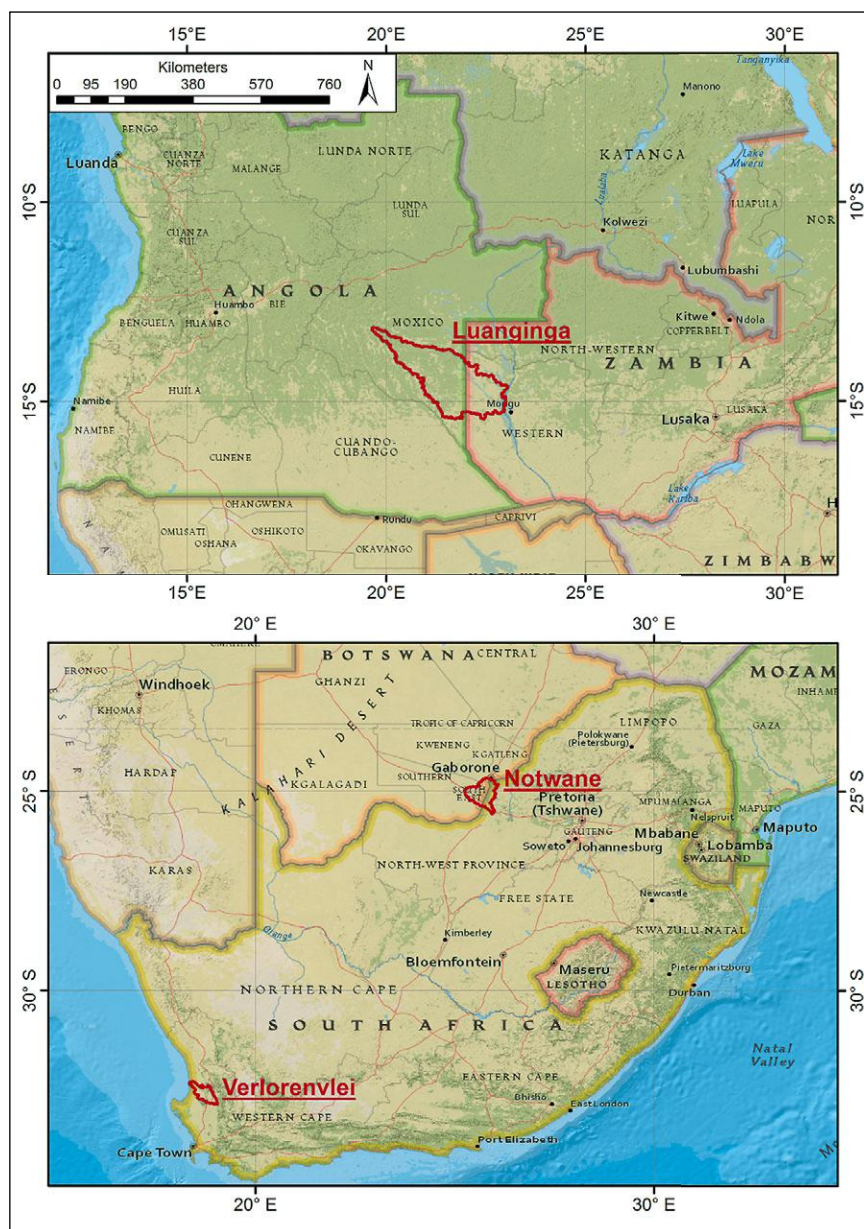 15°E 20°E 25°E 30°E
Kilometers
N
0 95 190 380 570 760
Tanganyika
Manono
BENGO
Luanda
CUANZA
NORTE
MALANGE
LUNDA NORTE
KATANGA
Lualaba
Lake
Mweru
LUAPULA
NOR
10°S
10°S
LUNDA
SUL
CUANZA
SUL
Kolwezi
Lubumbashi
ANGOLA
BIE
Huambo
BENGUELA
HUAMBO
MOXICO
Luanginga
Kitwe
Ndola
COPPERBELT
NORTH-WESTERN
ZAMBIA
HUILA
Namibe
NAMIBE
15°S
15°S
Mongu
WESTERN
Lusaka
LUSAKA
CUANDO-
CUBANGO
CUNENE
Lake
Kariba
OHANGWENA
OMUSATI
OSHIKOTO
OSHANA
Rundu
CAPRIVI
OKAVANGO
N A
H
ZIMBABW
15°E 20°E 25°E 30°E
20° E 30° E
BOTSWANA
CENTRAL
ERONGO
Windhoek
KHOMAS
GHANZI
MOZAM
INHAMB
E S E R T
TROPIC OF CAPRICORN
KWENENG
KGATLENG
LIMPOPO
Polokwane
(Pietersburg)
GAZA
HARDAP
KALAHARI DESERT
KGALAGADI
SOUTHERN
Gaborone
SOUTH
EAST
Notwane
25°S
25°S
Pretoria
(Tshwane)
MPUMALANGA
Nelspruit
MAPUTO
Maputo
Mbabane
Lobamba
SWAZILAND
GAUTENG
Soweto
Johannesburg
KARAS
NORTH-WEST PROVINCE
FREE STATE
Newcastle
Orange
Kimberley
KWAZULU-NATAL
Bloemfontein
Maseru
LESOTHO
Pietermaritzburg
Durban
30°S
30°S
NORTHERN CAPE
SOUTH AFRICA
Natal
Valley
Verlorenvlei
EASTERN CAPE
WESTERN CAPE
Bhisho
East London
Cape Town
Port Elizabeth
20° E 30° E